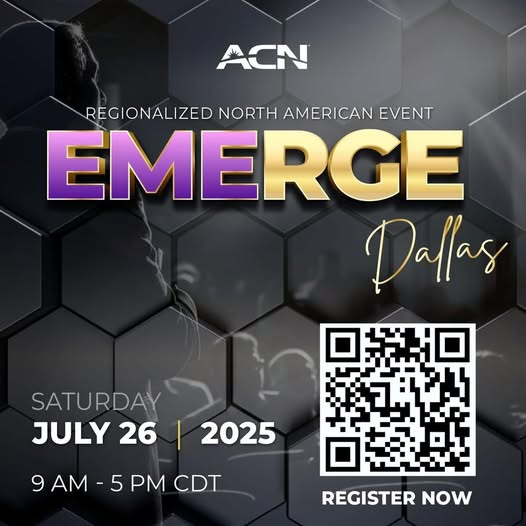 ACN
REGIONALIZED NORTH AMERICAN EVENT
EMERGE
Dallas
SATURDAY
JULY 26 | 2025
9 AM - 5 PM CDT
REGISTER NOW